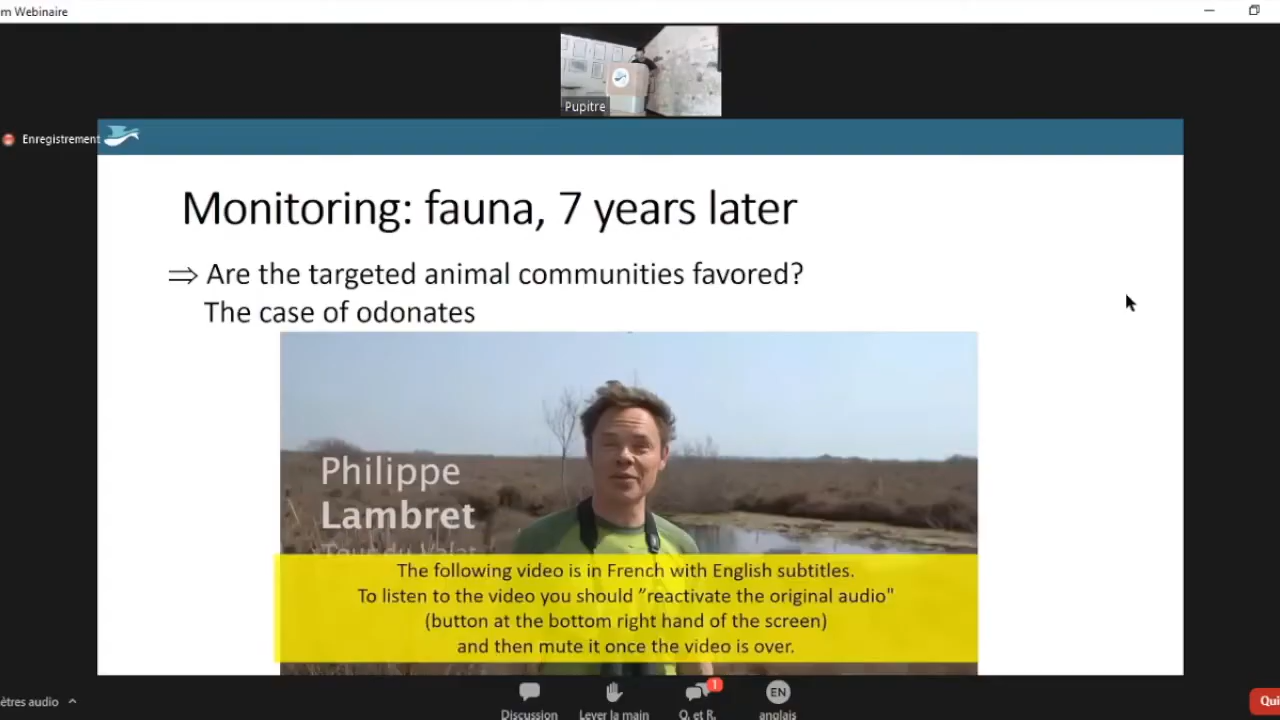 m Webinaire
Pupitre
Enregistrement
Monitoring: fauna, 7 years later
⇒ Are the targeted animal communities favored?
The case of odonates
Philippe
Lambret
Tour du Valat
The following video is in French with English subtitles.
To listen to the video you should ”reactivate the original audio"
(button at the bottom right hand of the screen)
and then mute it once the video is over.
ètres audio
Discussion
Lever la main
1
Q. et R.
EN
anglais
Qui